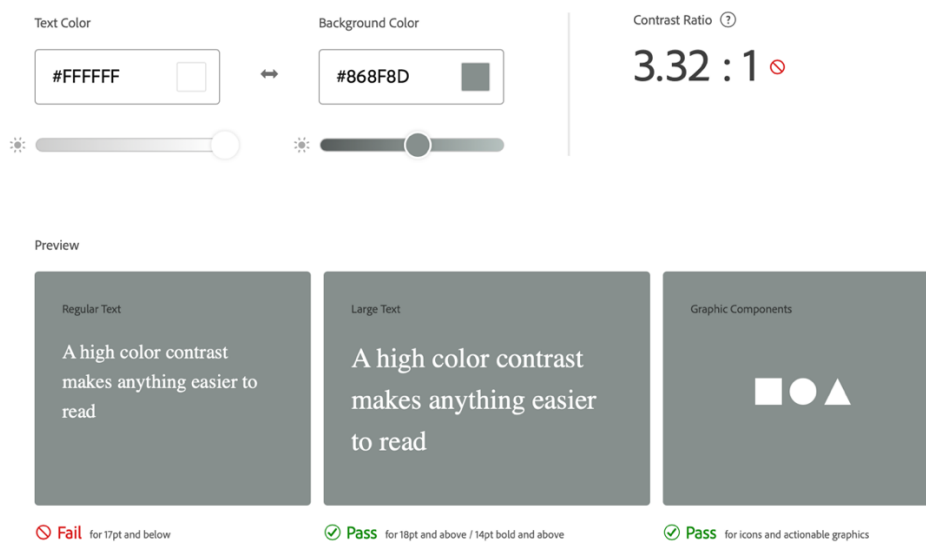 Text Color
Background Color
Contrast Ratio ?
#FFFFFF
#868F8D
3.32 : 1
Preview
Regular Text
A high color contrast
makes anything easier to
read
Large Text
A high color contrast
makes anything easier
to read
Graphic Components
Fail for 17pt and below
Pass for 18pt and above / 14pt bold and above
Pass for icons and actionable graphics